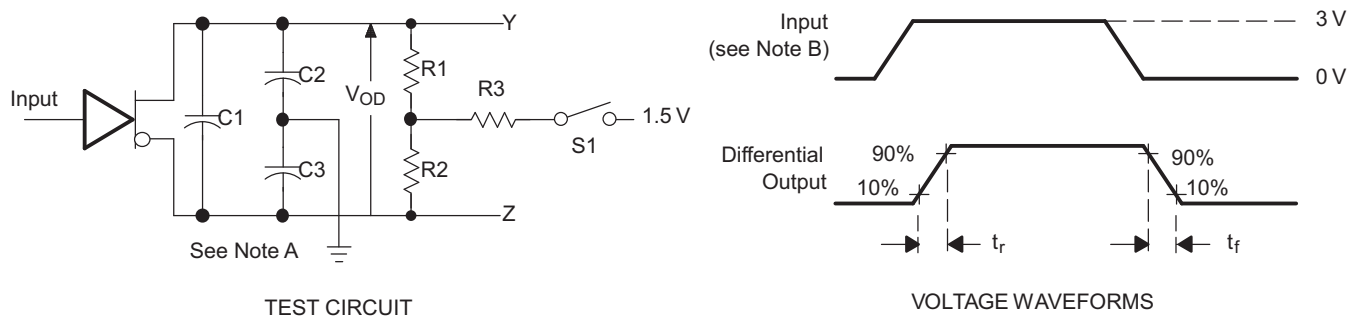 Input
C1
C2
C3
V_OD
R1
R2
R3
Y
Z
S1
1.5 V
See Note A
TEST CIRCUIT
Input
(see Note B)
3 V
0 V
Differential
Output
90%
10%
90%
10%
t_r
t_f
VOLTAGE WAVEFORMS